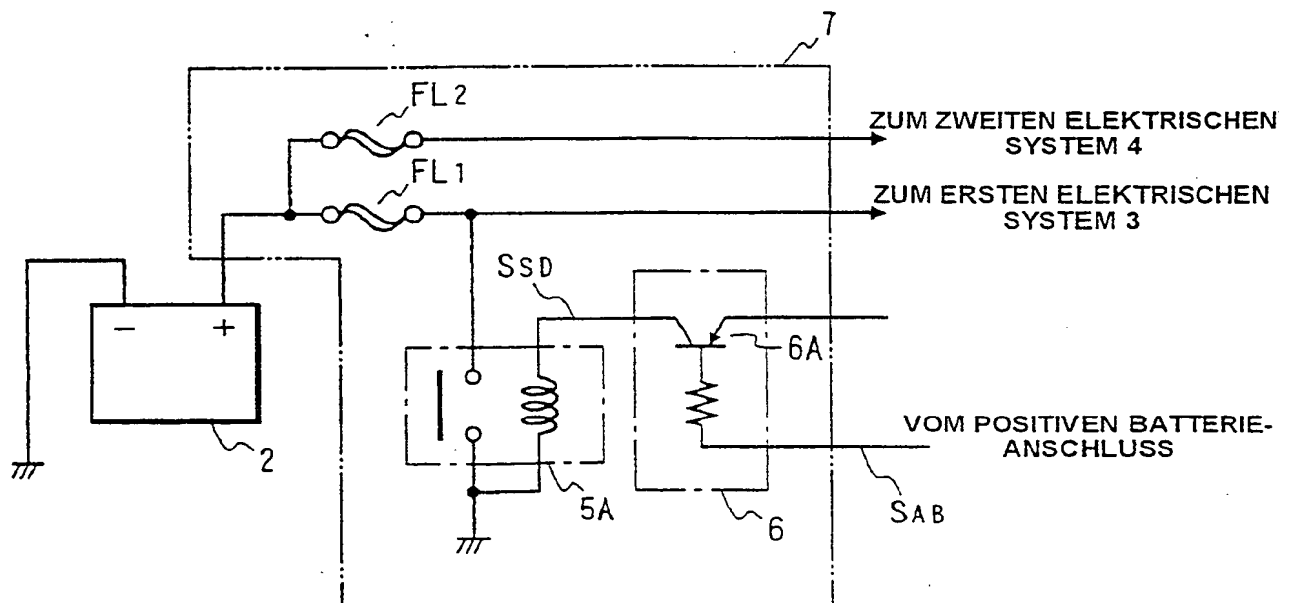 7
FL2
ZUM ZWEITEN ELEKTRISCHEN
SYSTEM 4
FL1
ZUM ERSTEN ELEKTRISCHEN
SYSTEM 3
SSD
- +
6A
VOM POSITIVEN BATTERIE-
ANSCHLUSS
2
5A
6
SAB